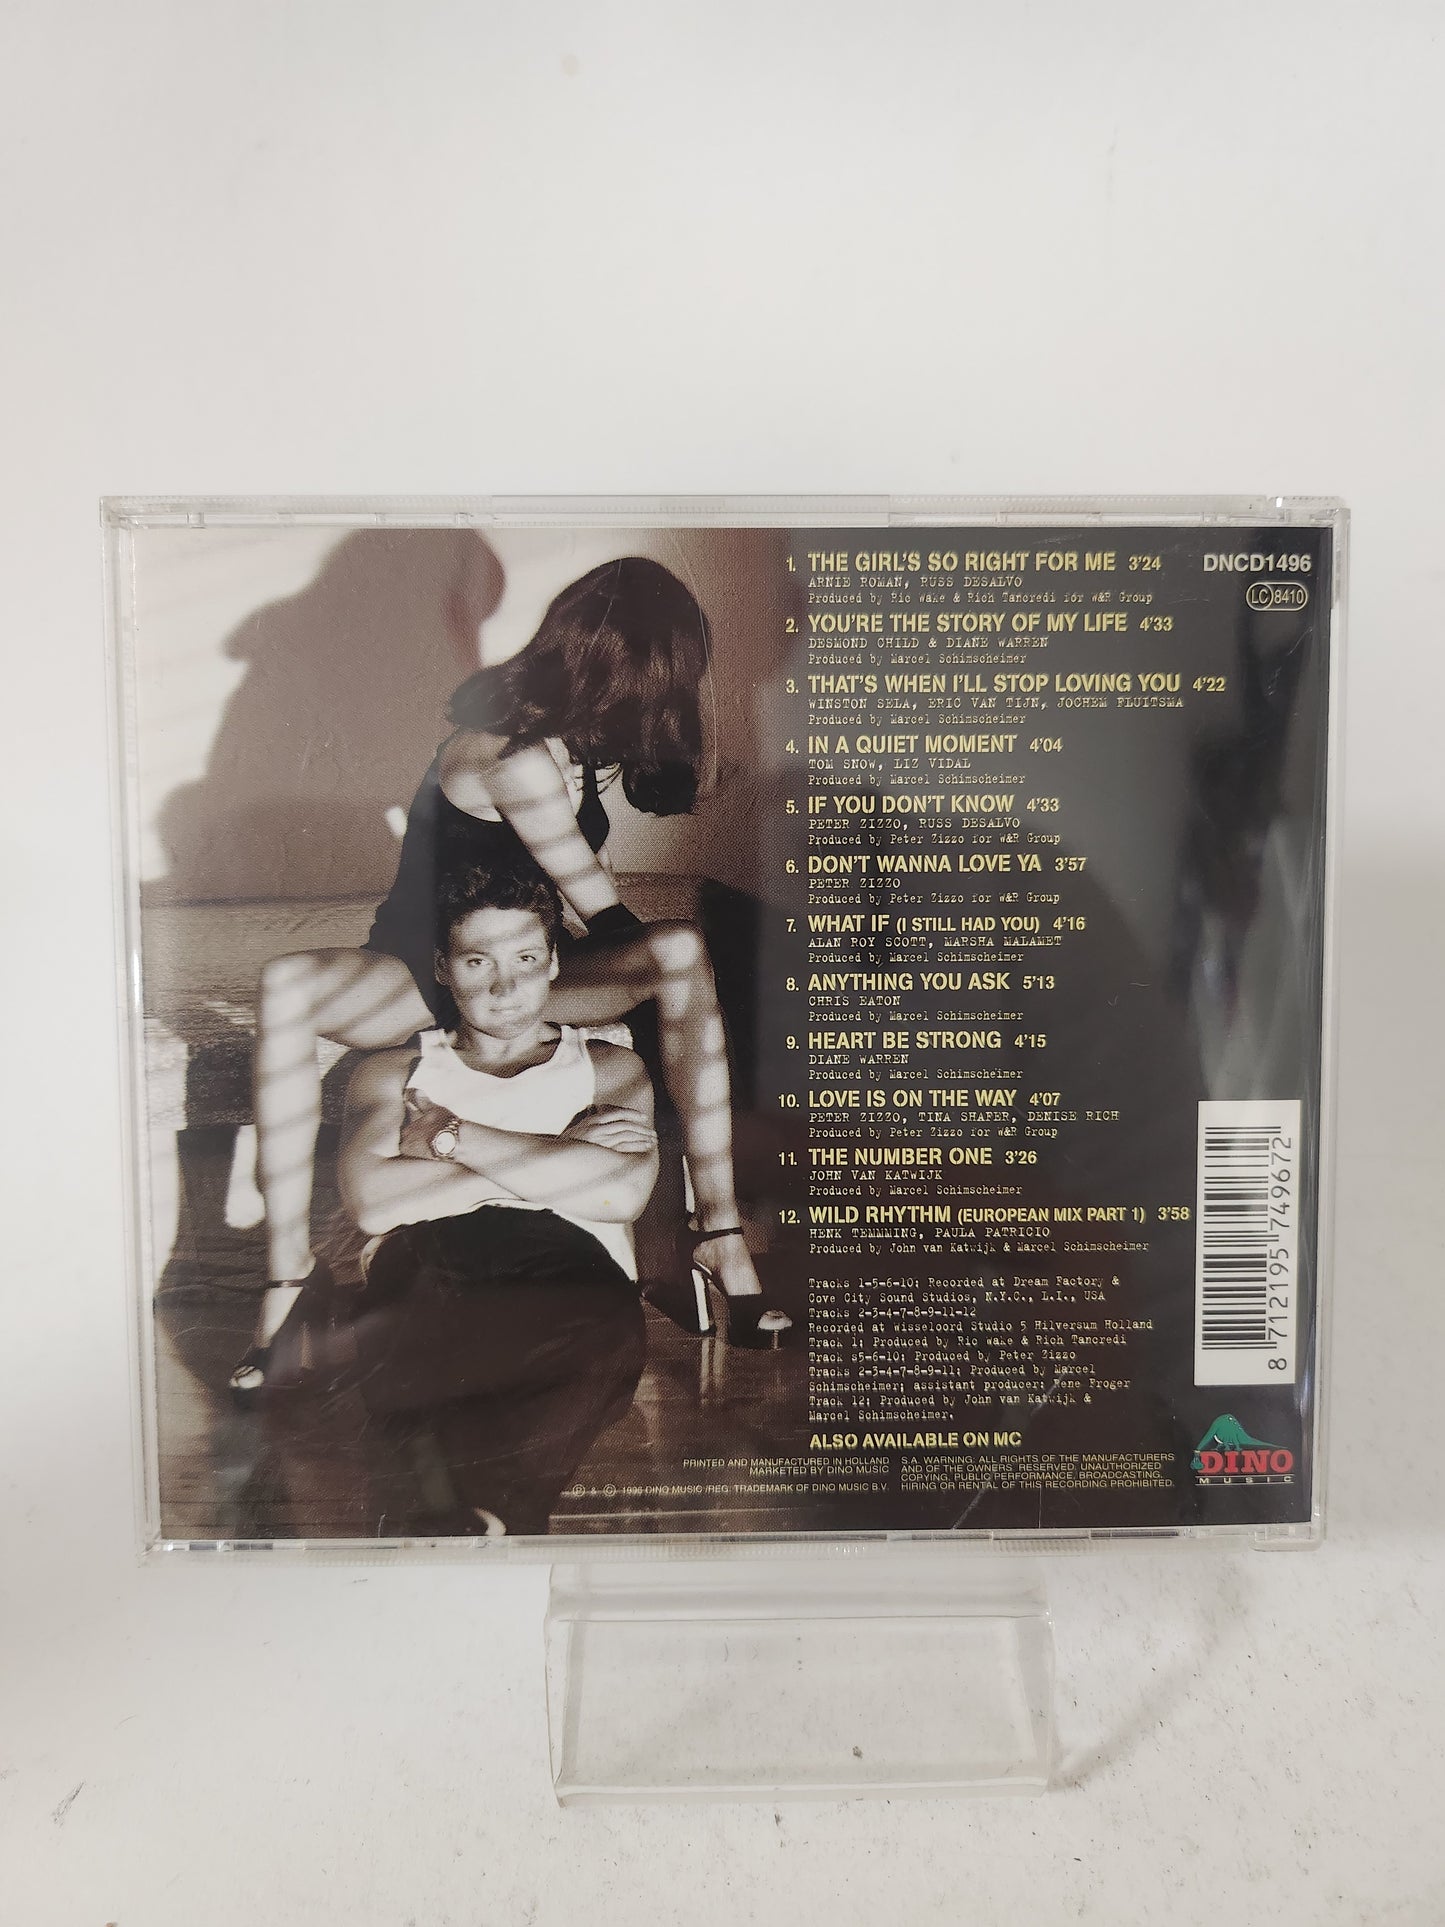 1. THE GIRL'S SO RIGHT FOR ME 3'24
ARNIE ROMAN, RUSS DESALVO
Produced by Ric Wake & Rich Tancredi for W&R Group
2. YOU'RE THE STORY OF MY LIFE 4'33
DESMOND CHILD & DIANE WARREN
Produced by Marcel Schimscheimer
3. THAT'S WHEN I'LL STOP LOVING YOU 4'22
WINSTON SELA, ERIC VAN TIJN, JOCHEM FLUITSMA
Produced by Marcel Schimscheimer
4. IN A QUIET MOMENT 4'04
TOM SNOW, LIZ VIDAL
Produced by Marcel Schimscheimer
5. IF YOU DON'T KNOW 4'33
PETER ZIZZO, RUSS DESALVO
Produced by Peter Zizzo for W&R Group
6. DON'T WANNA LOVE YA 3'57
PETER ZIZZO
Produced by Peter Zizzo for W&R Group
7. WHAT IF (I STILL HAD YOU) 4'16
ALAN ROY SCOTT, MARSHA MALAMET
Produced by Marcel Schimscheimer
8. ANYTHING YOU ASK 5'13
CHRIS EATON
Produced by Marcel Schimscheimer
9. HEART BE STRONG 4'15
DIANE WARREN
Produced by Marcel Schimscheimer
10. LOVE IS ON THE WAY 4'07
PETER ZIZZO, TINA SHAFER, DENISE RICH
Produced by Peter Zizzo for W&R Group
11. THE NUMBER ONE 3'26
JOHN VAN KATWIJK
Produced by Marcel Schimscheimer
12. WILD RHYTHM (EUROPEAN MIX PART 1) 3'58
HENK TEMMMING, PAULA PATRICIO
Produced by John van Katwijk & Marcel Schimscheimer
Tracks 1-5-6-10: Recorded at Dream Factory &
Cove City Sound Studios, N.Y.C., L.I., USA
Tracks 2-3-4-7-8-9-11-12
Recorded at Wisseloord Studio 5 Hilversum Holland
Track 1: Produced by Ric Wake & Rich Tancredi
Track s5-6-10: Produced by Peter Zizzo
Tracks 2-3-4-7-8-9-11: Produced by Marcel
Schimscheimer; assistant producer: Rene Froger
Track 12: Produced by John van Katwijk &
Marcel Schimscheimer.
ALSO AVAILABLE ON MC
PRINTED AND MANUFACTURED IN HOLLAND
MARKETED BY DINO MUSIC
℗ & © 1996 DINO MUSIC /REG. TRADEMARK OF DINO MUSIC B.V.
S.A. WARNING: ALL RIGHTS OF THE MANUFACTURERS
AND OF THE OWNERS RESERVED. UNAUTHORIZED
COPYING, PUBLIC PERFORMANCE, BROADCASTING,
HIRING OR RENTAL OF THIS RECORDING PROHIBITED.
DNCD1496
LC 8410
8 712195 749672
DINO
MUSIC